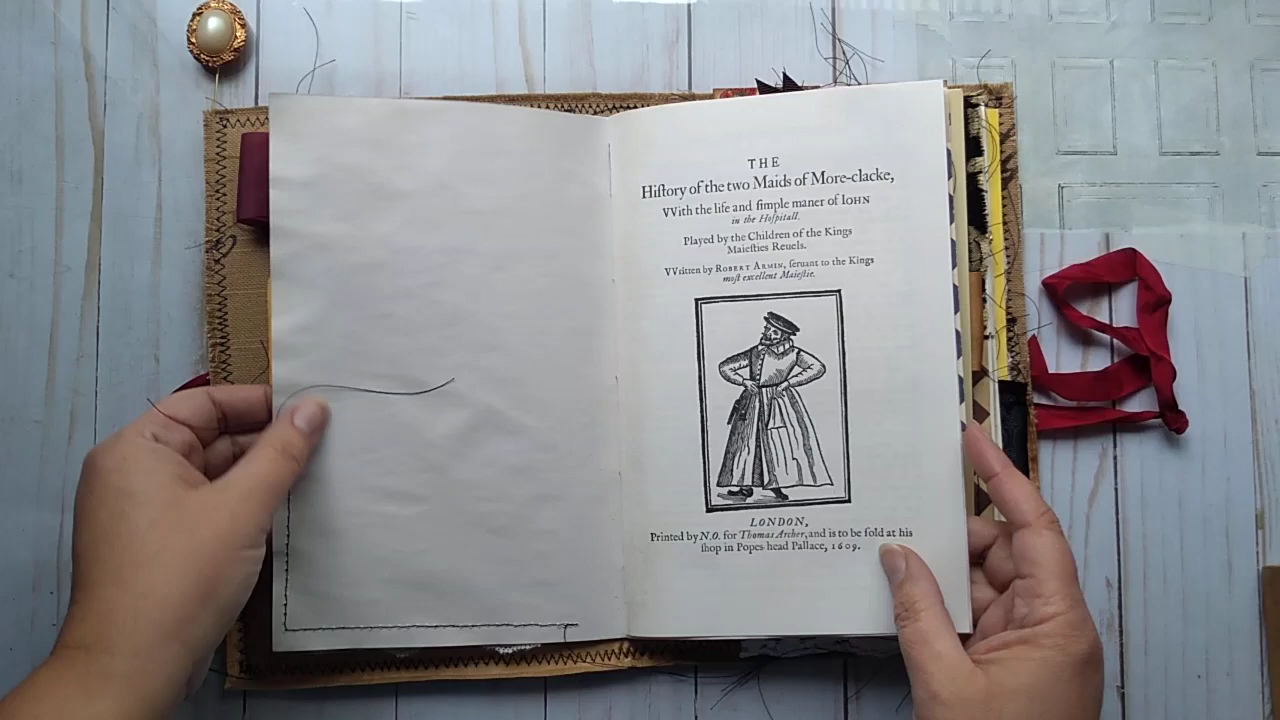 THE
Hiſtory of the two Maids of More-clacke,
VVith the life and ſimple maner of IOHN
in the Hoſpitall.
Played by the Children of the Kings
Maieſties Reuels.
VVritten by ROBERT ARMIN, ſeruant to the Kings
moſt excellent Maieſtie.
LONDON,
Printed by N.O. for Thomas Archer, and is to be ſold at his
ſhop in Popes-head Pallace, 1609.